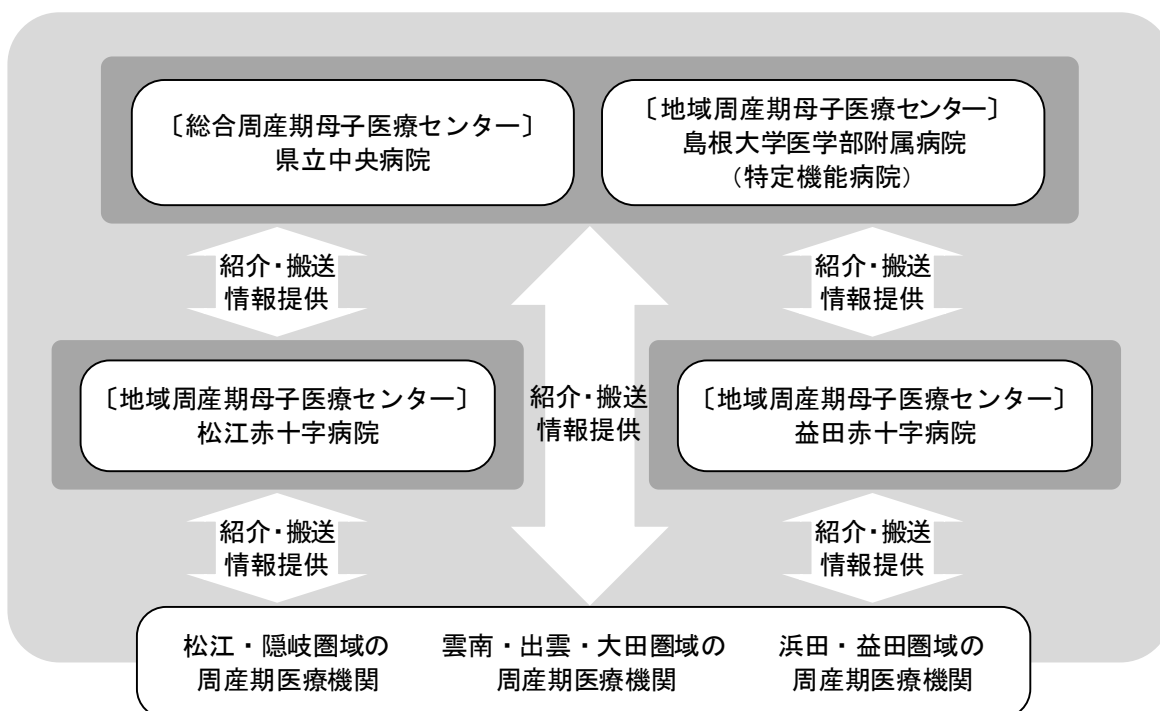 〔総合周産期母子医療センター〕
県立中央病院
〔地域周産期母子医療センター〕
島根大学医学部附属病院
（特定機能病院）
紹介・搬送
情報提供
紹介・搬送
情報提供
〔地域周産期母子医療センター〕
松江赤十字病院
紹介・搬送
情報提供
〔地域周産期母子医療センター〕
益田赤十字病院
紹介・搬送
情報提供
紹介・搬送
情報提供
松江・隠岐圏域の
周産期医療機関
雲南・出雲・大田圏域の
周産期医療機関
浜田・益田圏域の
周産期医療機関